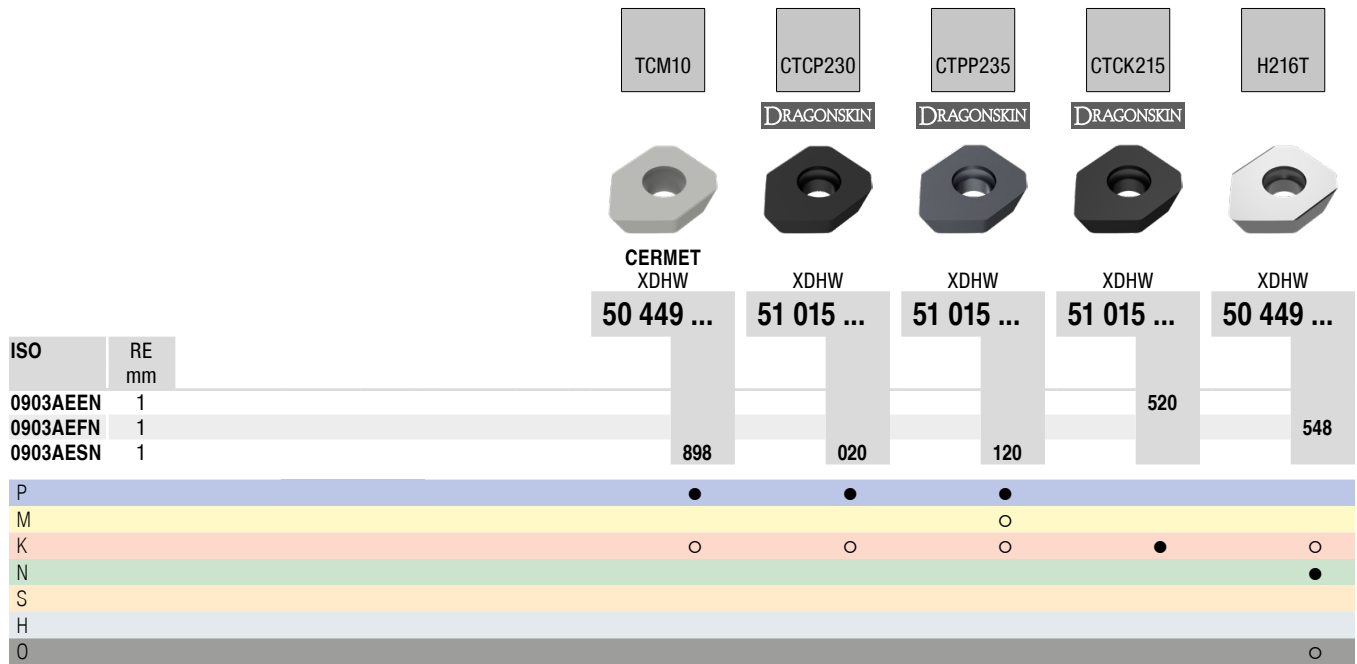 TCM10 CTCP230 CTPP235 CTCK215 H216T
DRAGONSKIN DRAGONSKIN DRAGONSKIN
CERMET
XDHW XDHW XDHW XDHW XDHW
50 449 ... 51 015 ... 51 015 ... 51 015 ... 50 449 ...
ISO RE
mm
0903AEEN 1 520
0903AEFN 1 548
0903AESN 1 898 020 120
P ● ● ●
M ○
K ○ ○ ○ ● ○
N ●
S
H
O ○